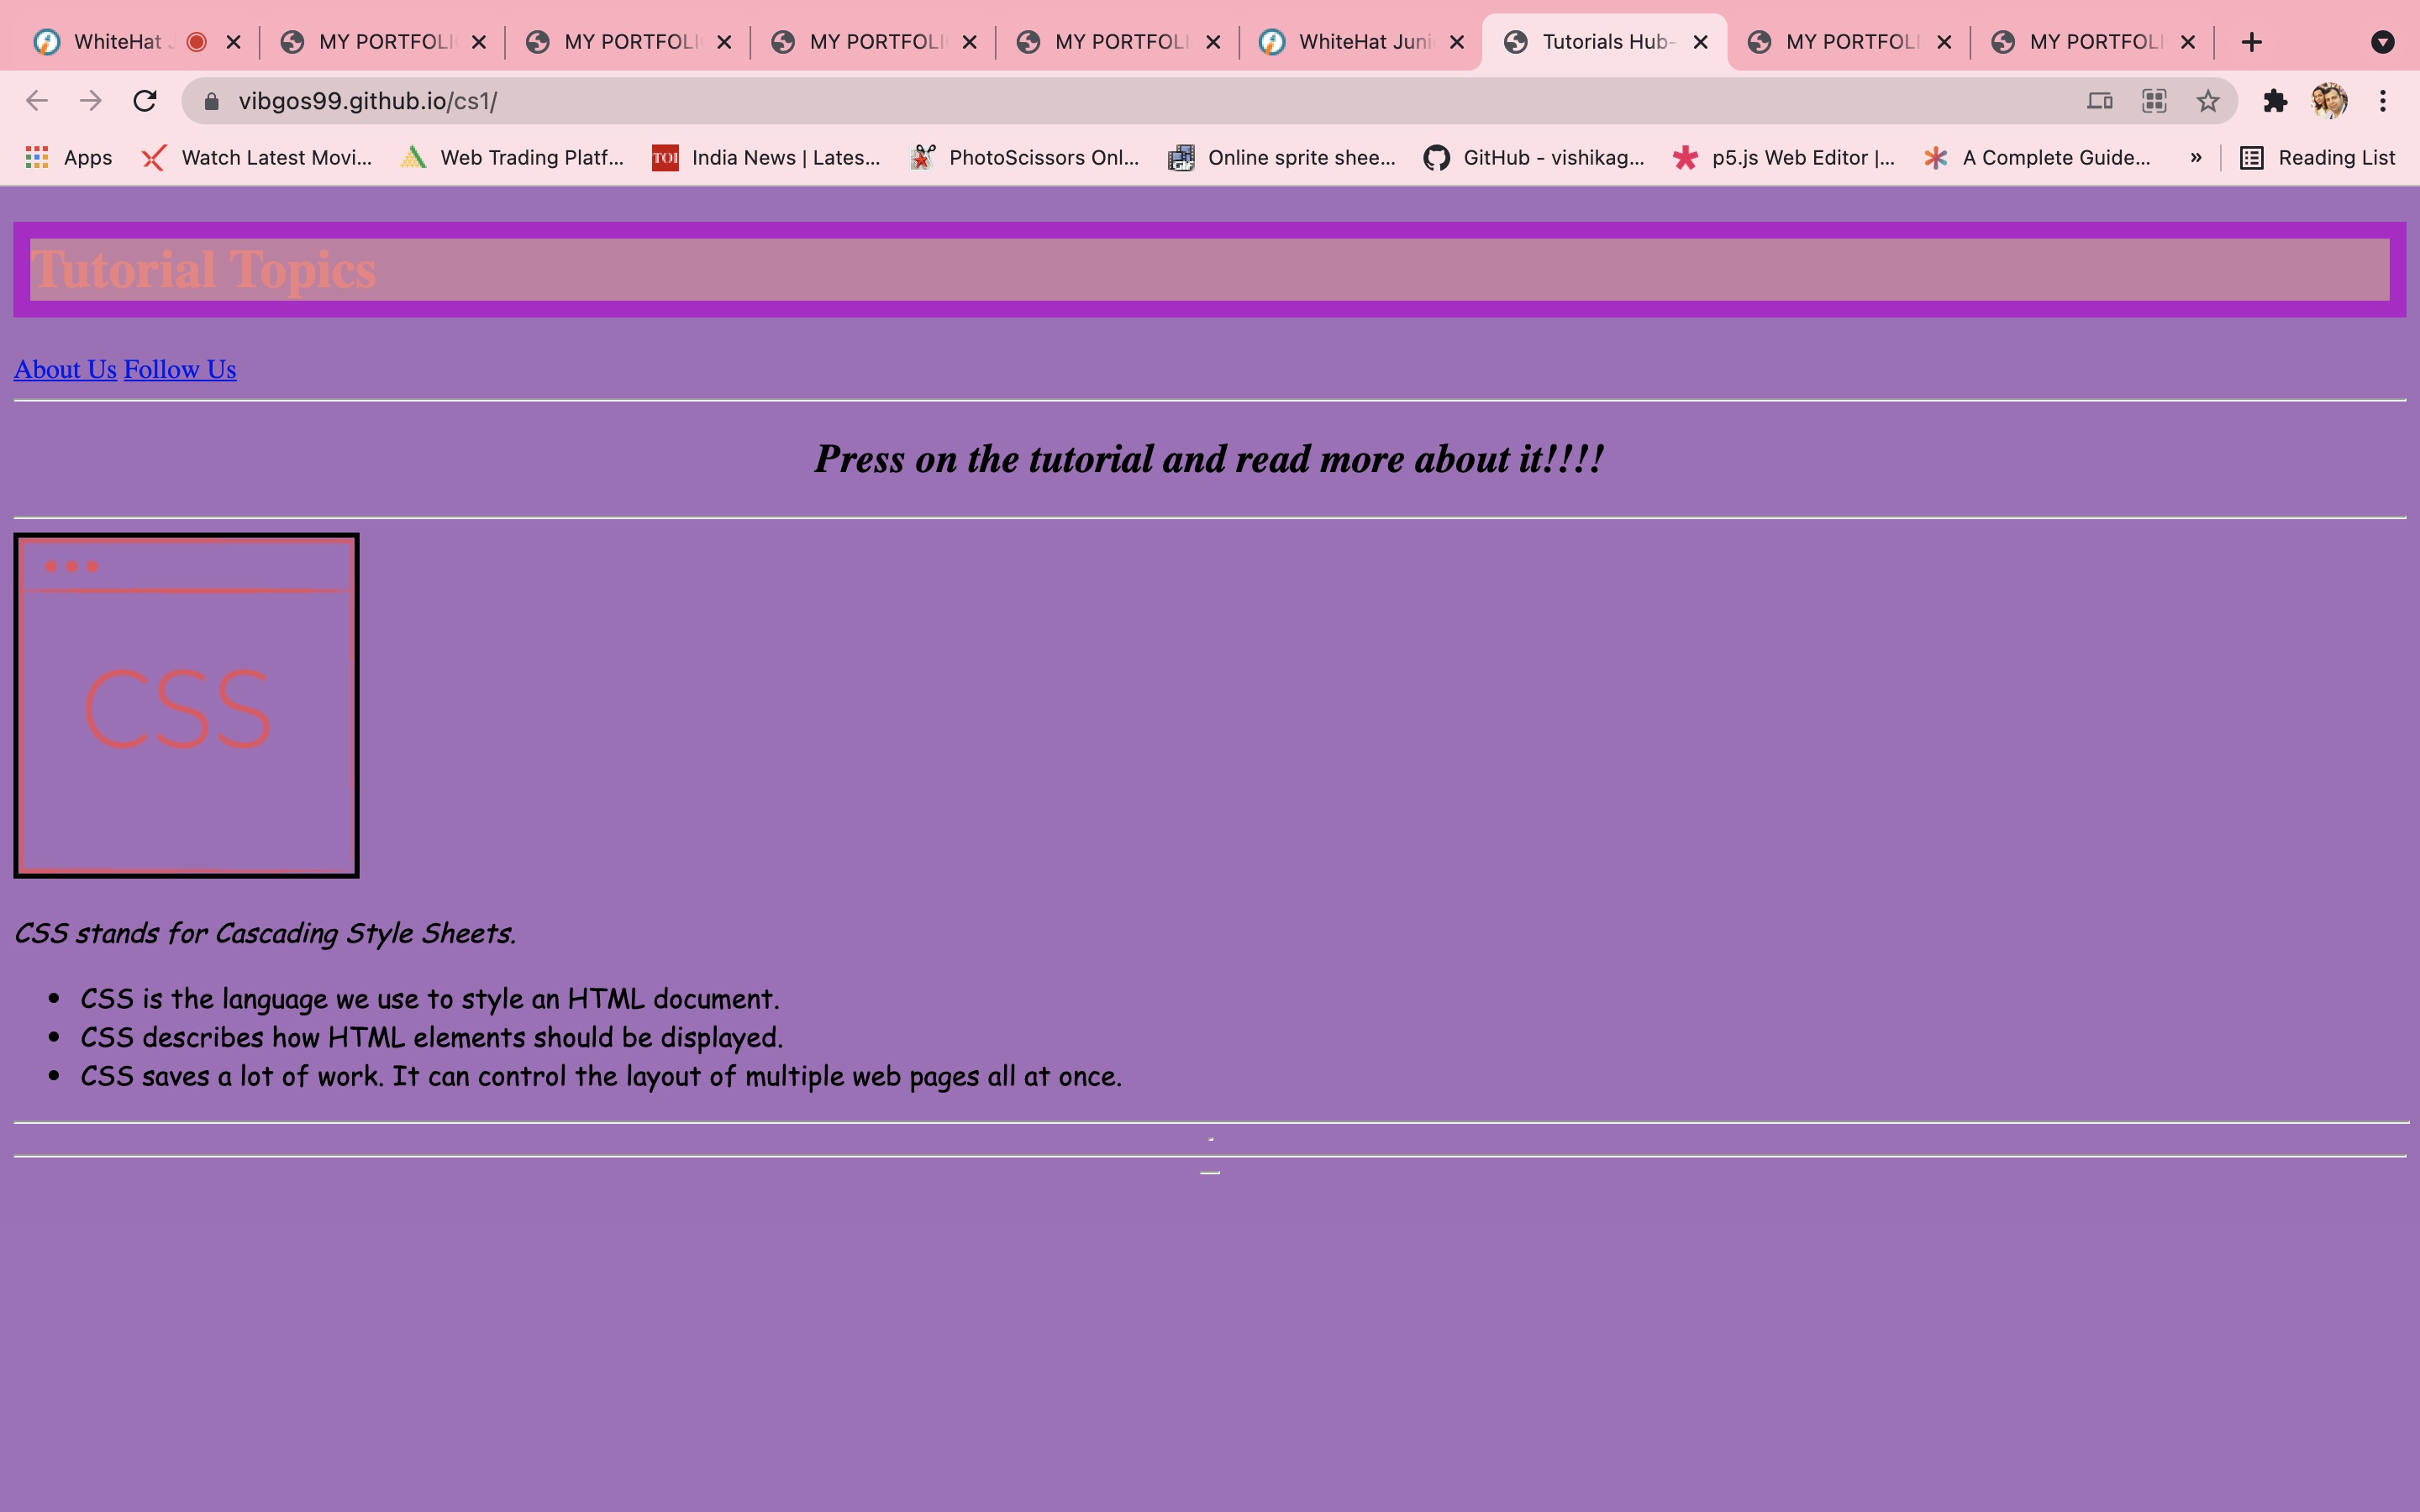 WhiteHat J
MY PORTFOLI
MY PORTFOLI
MY PORTFOLI
MY PORTFOLI
WhiteHat Juni
Tutorials Hub-
MY PORTFOLI
MY PORTFOLI
vibgos99.github.io/cs1/
Apps
Watch Latest Movi...
Web Trading Platf...
TOI
India News | Lates...
PhotoScissors Onl...
Online sprite shee...
GitHub - vishikag...
p5.js Web Editor |...
A Complete Guide...
»
Reading List
Tutorial Topics
About Us Follow Us
Press on the tutorial and read more about it!!!!
CSS
CSS stands for Cascading Style Sheets.
• CSS is the language we use to style an HTML document.
• CSS describes how HTML elements should be displayed.
• CSS saves a lot of work. It can control the layout of multiple web pages all at once.